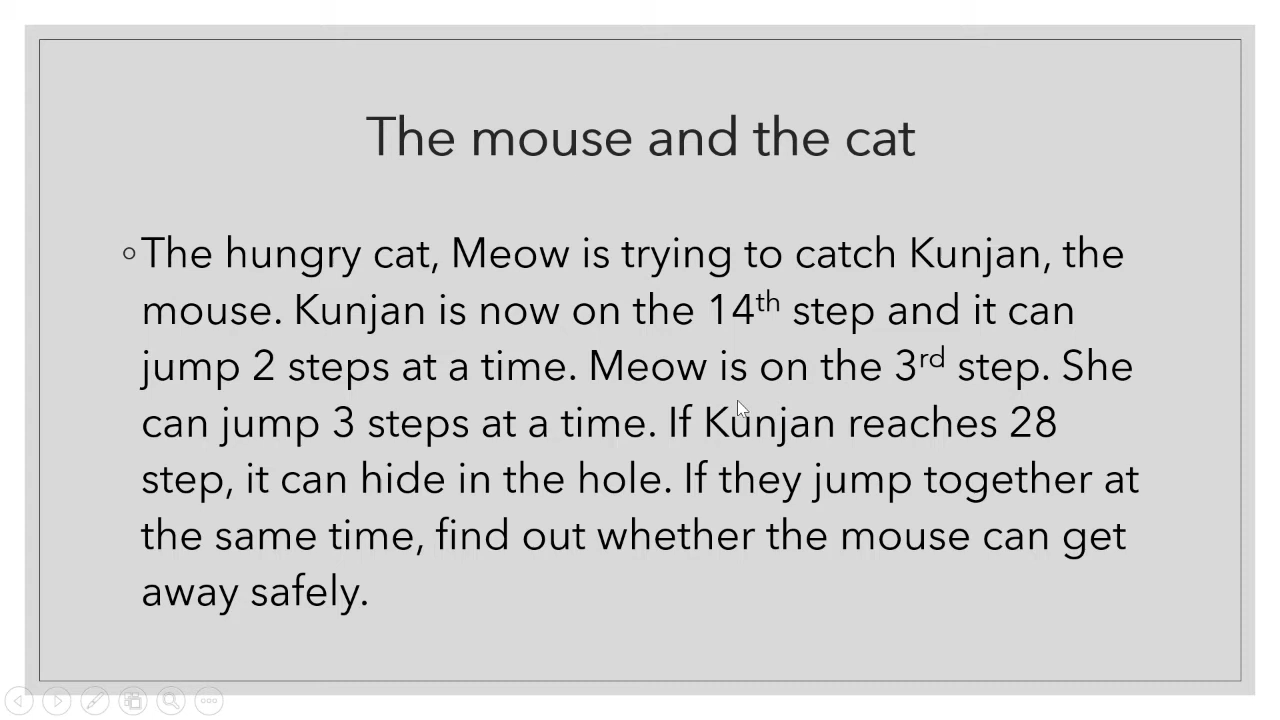 The mouse and the cat
◦The hungry cat, Meow is trying to catch Kunjan, the
mouse. Kunjan is now on the 14th step and it can
jump 2 steps at a time. Meow is on the 3rd step. She
can jump 3 steps at a time. If Kunjan reaches 28
step, it can hide in the hole. If they jump together at
the same time, find out whether the mouse can get
away safely.